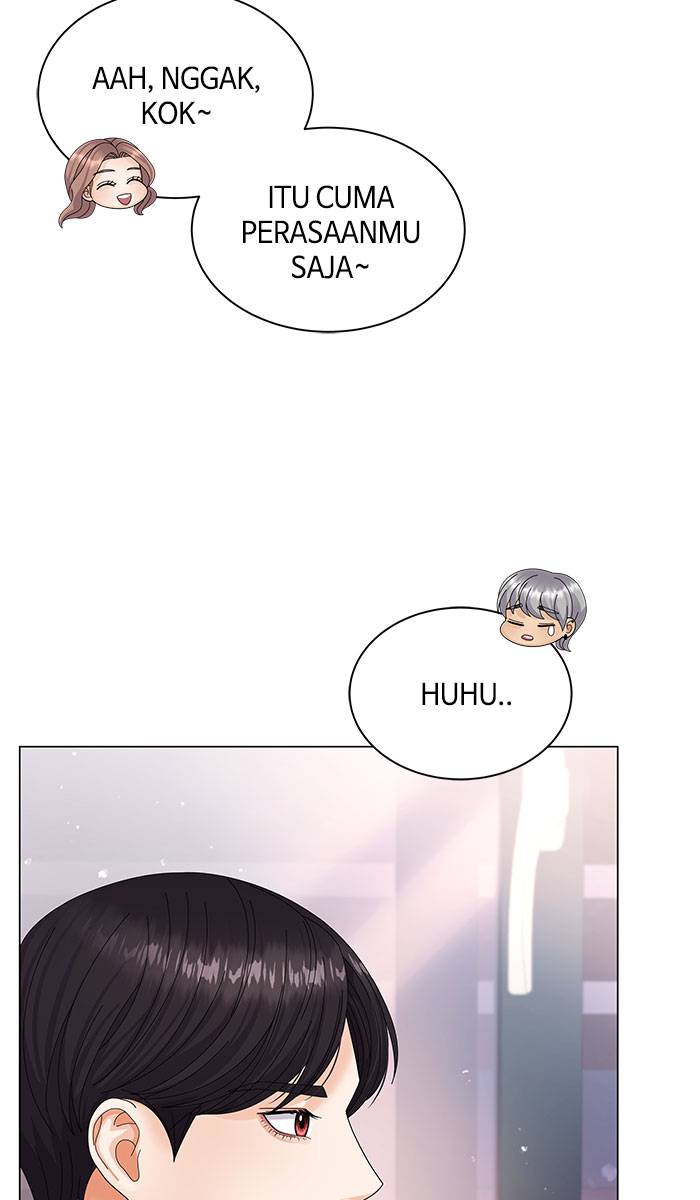 AAH, NGGAK,
KOK~
ITU CUMA
PERASAANMU
SAJA~
HUHU..